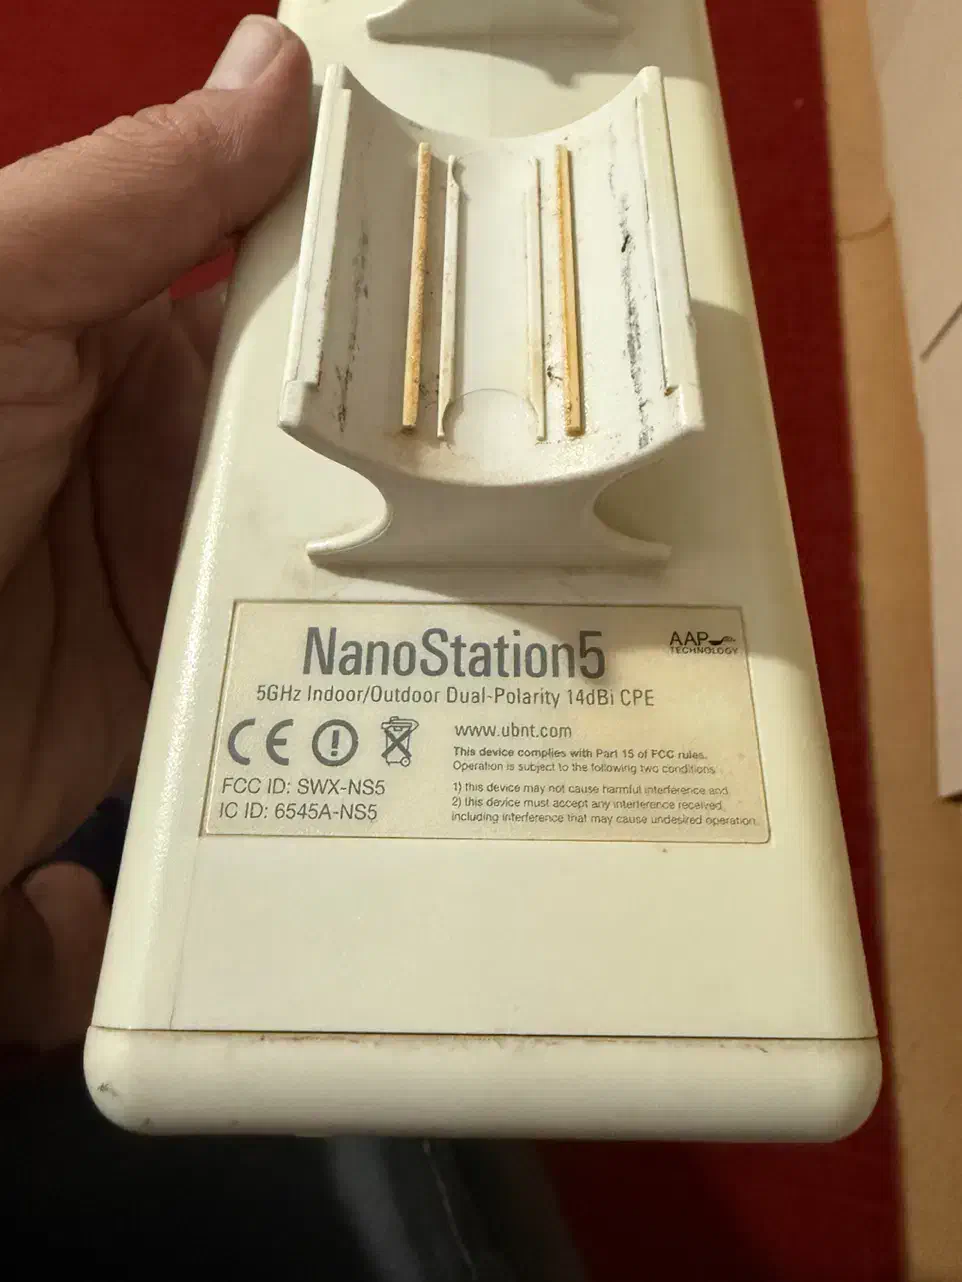 NanoStation5
AAP
TECHNOLOGY
5GHz Indoor/Outdoor Dual-Polarity 14dBi CPE
CE
www.ubnt.com
This device complies with Part 15 of FCC rules.
Operation is subject to the following two conditions
FCC ID: SWX-NS5
IC ID: 6545A-NS5
1) this device may not cause harmful interference and
2) this device must accept any interference received,
including interference that may cause undesired operation.